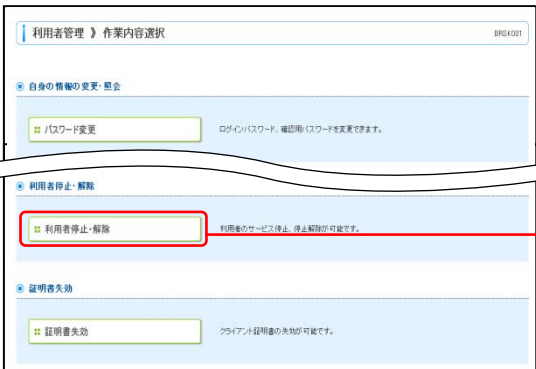 利用者管理 》 作業内容選択
BRSK001
自身の情報の変更・照会
パスワード変更
ログインパスワード、確認用パスワードを変更できます。
利用者停止・解除
利用者停止・解除
利用者のサービス停止、停止解除が可能です。
証明書失効
証明書失効
クライアント証明書の失効が可能です。